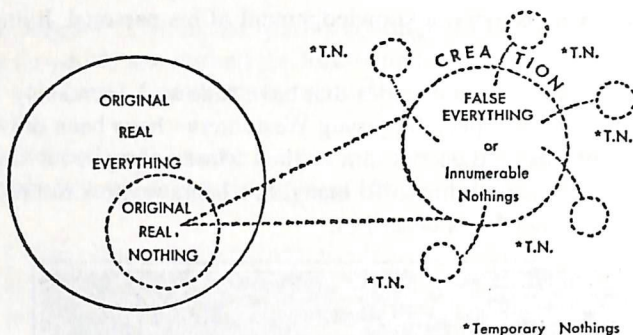 ORIGINAL
REAL
EVERYTHING
ORIGINAL
REAL
NOTHING
CREATION
FALSE
EVERYTHING
or
Innumerable
Nothings
*T.N.
*T.N.
*T.N.
*T.N.
*T.N.
*Temporary Nothings